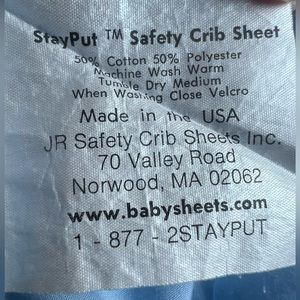 StayPut ™ Safety Crib Sheet
50% Cotton 50% Polyester
Machine Wash Warm
Tumble Dry Medium
When Washing Close Velcro
Made in the USA
JR Safety Crib Sheets Inc.
70 Valley Road
Norwood, MA 02062
www.babysheets.com
1 - 877 - 2STAYPUT